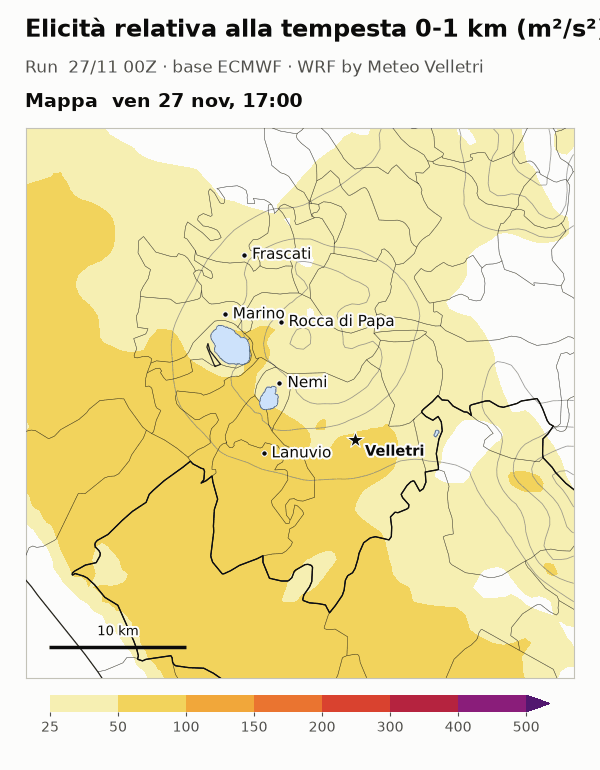 Elicità relativa alla tempesta 0-1 km (m²/s²)
Run  27/11 00Z · base ECMWF · WRF by Meteo Velletri
Mappa  ven 27 nov, 17:00
Frascati
Marino
Rocca di Papa
Nemi
Velletri
Lanuvio
10 km
25 50 100 150 200 300 400 500